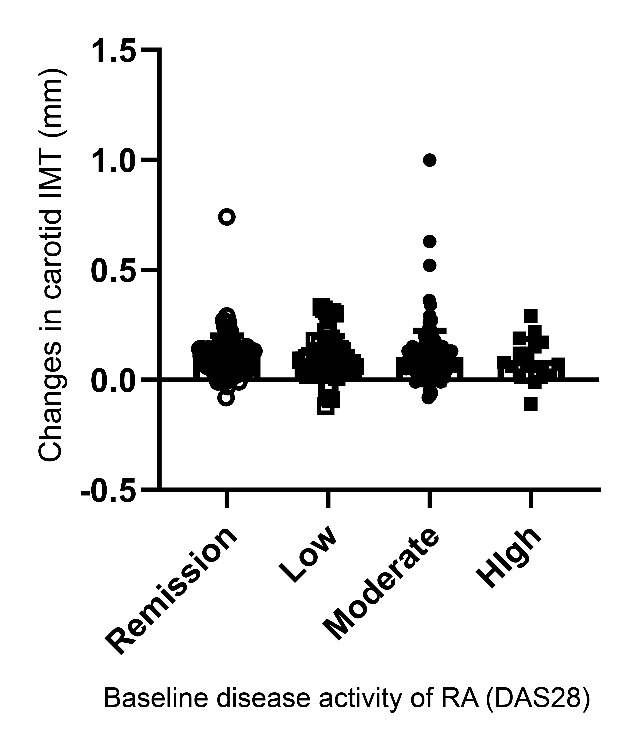 Changes in carotid IMT (mm)
1.5
1.0
0.5
0.0
-0.5
Remission
Low
Moderate
HIgh
Baseline disease activity of RA (DAS28)